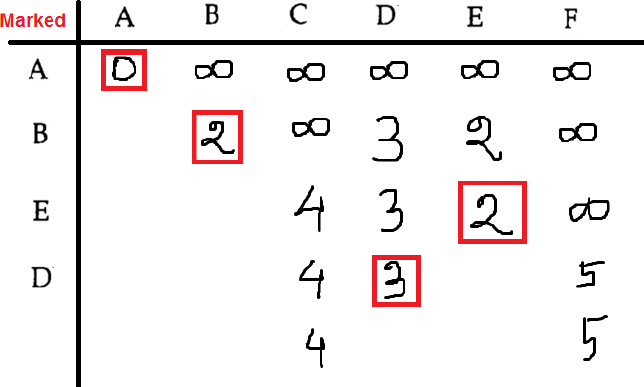 Marked A B C D E F
A 0 ∞ ∞ ∞ ∞ ∞
B 2 ∞ 3 2 ∞
E 4 3 2 ∞
D 4 3 5
4 5